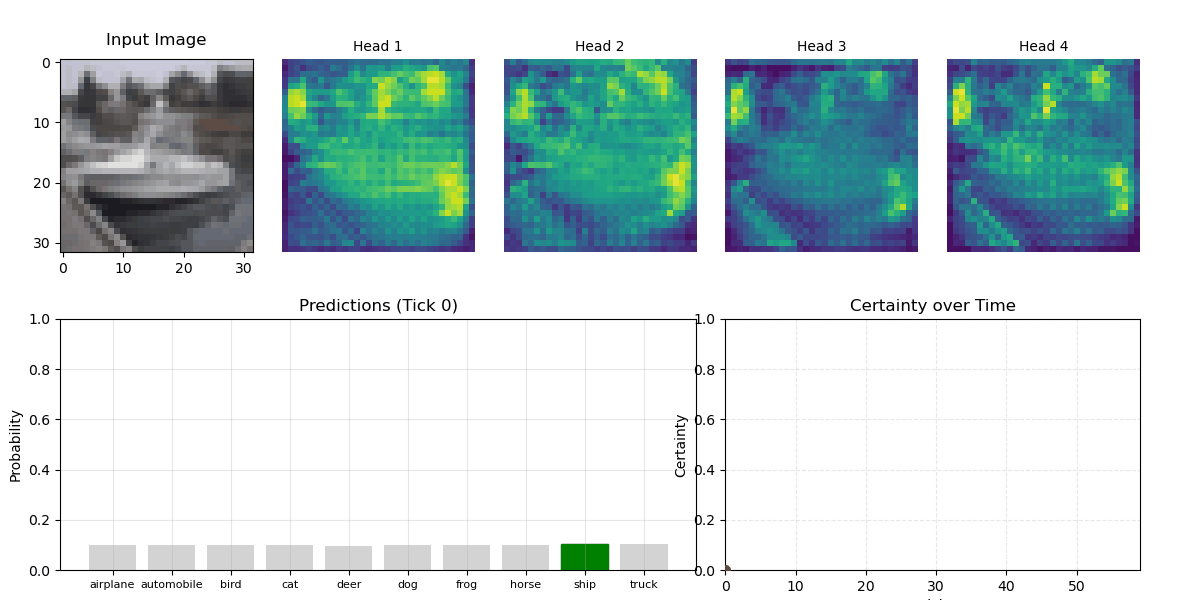 Input Image
Head 1
Head 2
Head 3
Head 4
0
10
20
30
0
10
20
30
Predictions (Tick 0)
Probability
1.0
0.8
0.6
0.4
0.2
0.0
airplane
automobile
bird
cat
deer
dog
frog
horse
ship
truck
Certainty over Time
Certainty
1.0
0.8
0.6
0.4
0.2
0.0
0
10
20
30
40
50